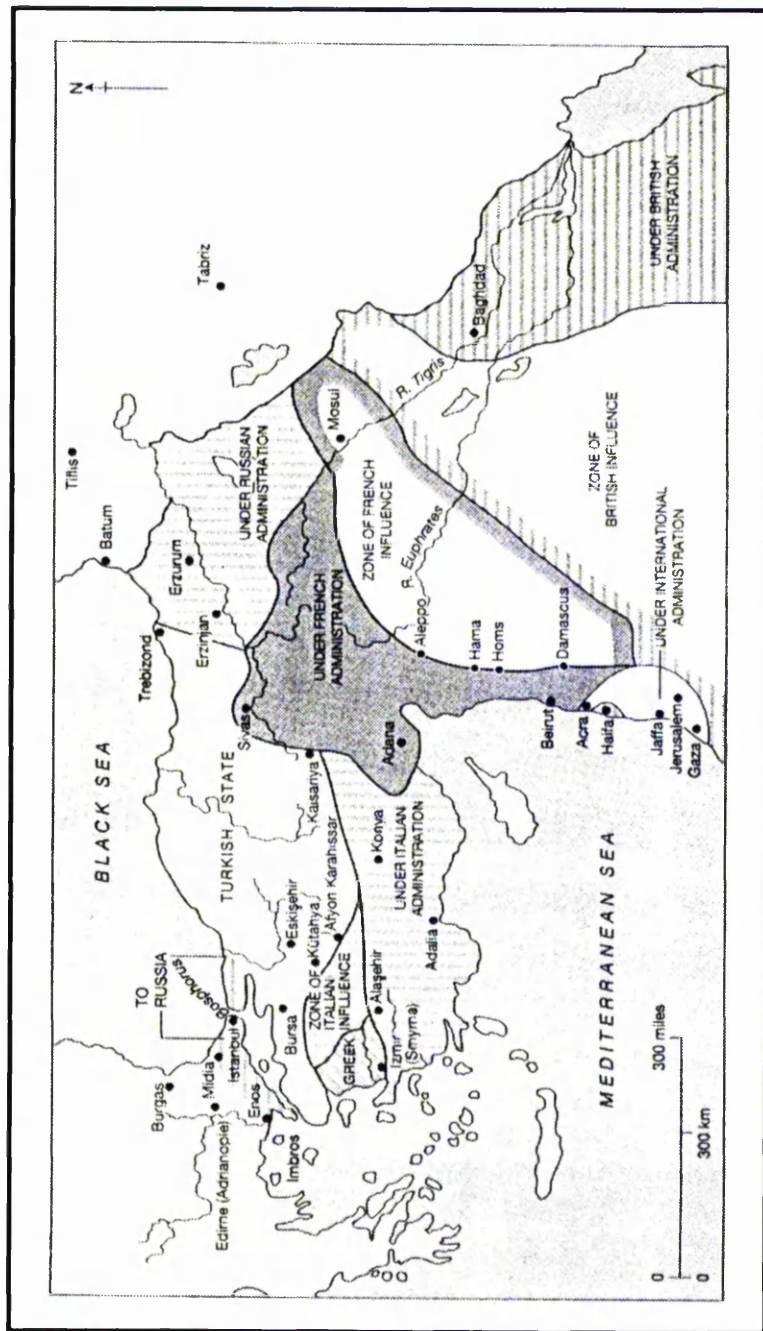 N
BLACK SEA
Tiflis
Batum
Tabriz
Trebizond
Erzurum
Erzinjan
UNDER RUSSIAN
ADMINISTRATION
TO
RUSSIA
Bosphorus
Burgas
Midia
Istanbul
Edirne (Adrianople)
Enos
Imbros
Bursa
Eskişehir
Kütahya
Afyon Karahissar
TURKISH STATE
Sivas
Kaisariya
ZONE OF
ITALIAN
INFLUENCE
GREEK
Alaşehir
Izmir
(Smyrna)
Konya
UNDER ITALIAN
ADMINISTRATION
Adalia
Adana
UNDER FRENCH
ADMINISTRATION
Mosul
ZONE OF FRENCH
INFLUENCE
R. Tigris
R. Euphrates
Aleppo
Hama
Homs
Damascus
Baghdad
UNDER BRITISH
ADMINISTRATION
ZONE OF
BRITISH INFLUENCE
UNDER INTERNATIONAL
ADMINISTRATION
Beirut
Acra
Haifa
Jaffa
Jerusalem
Gaza
MEDITERRANEAN SEA
0 300 miles
0 300 km